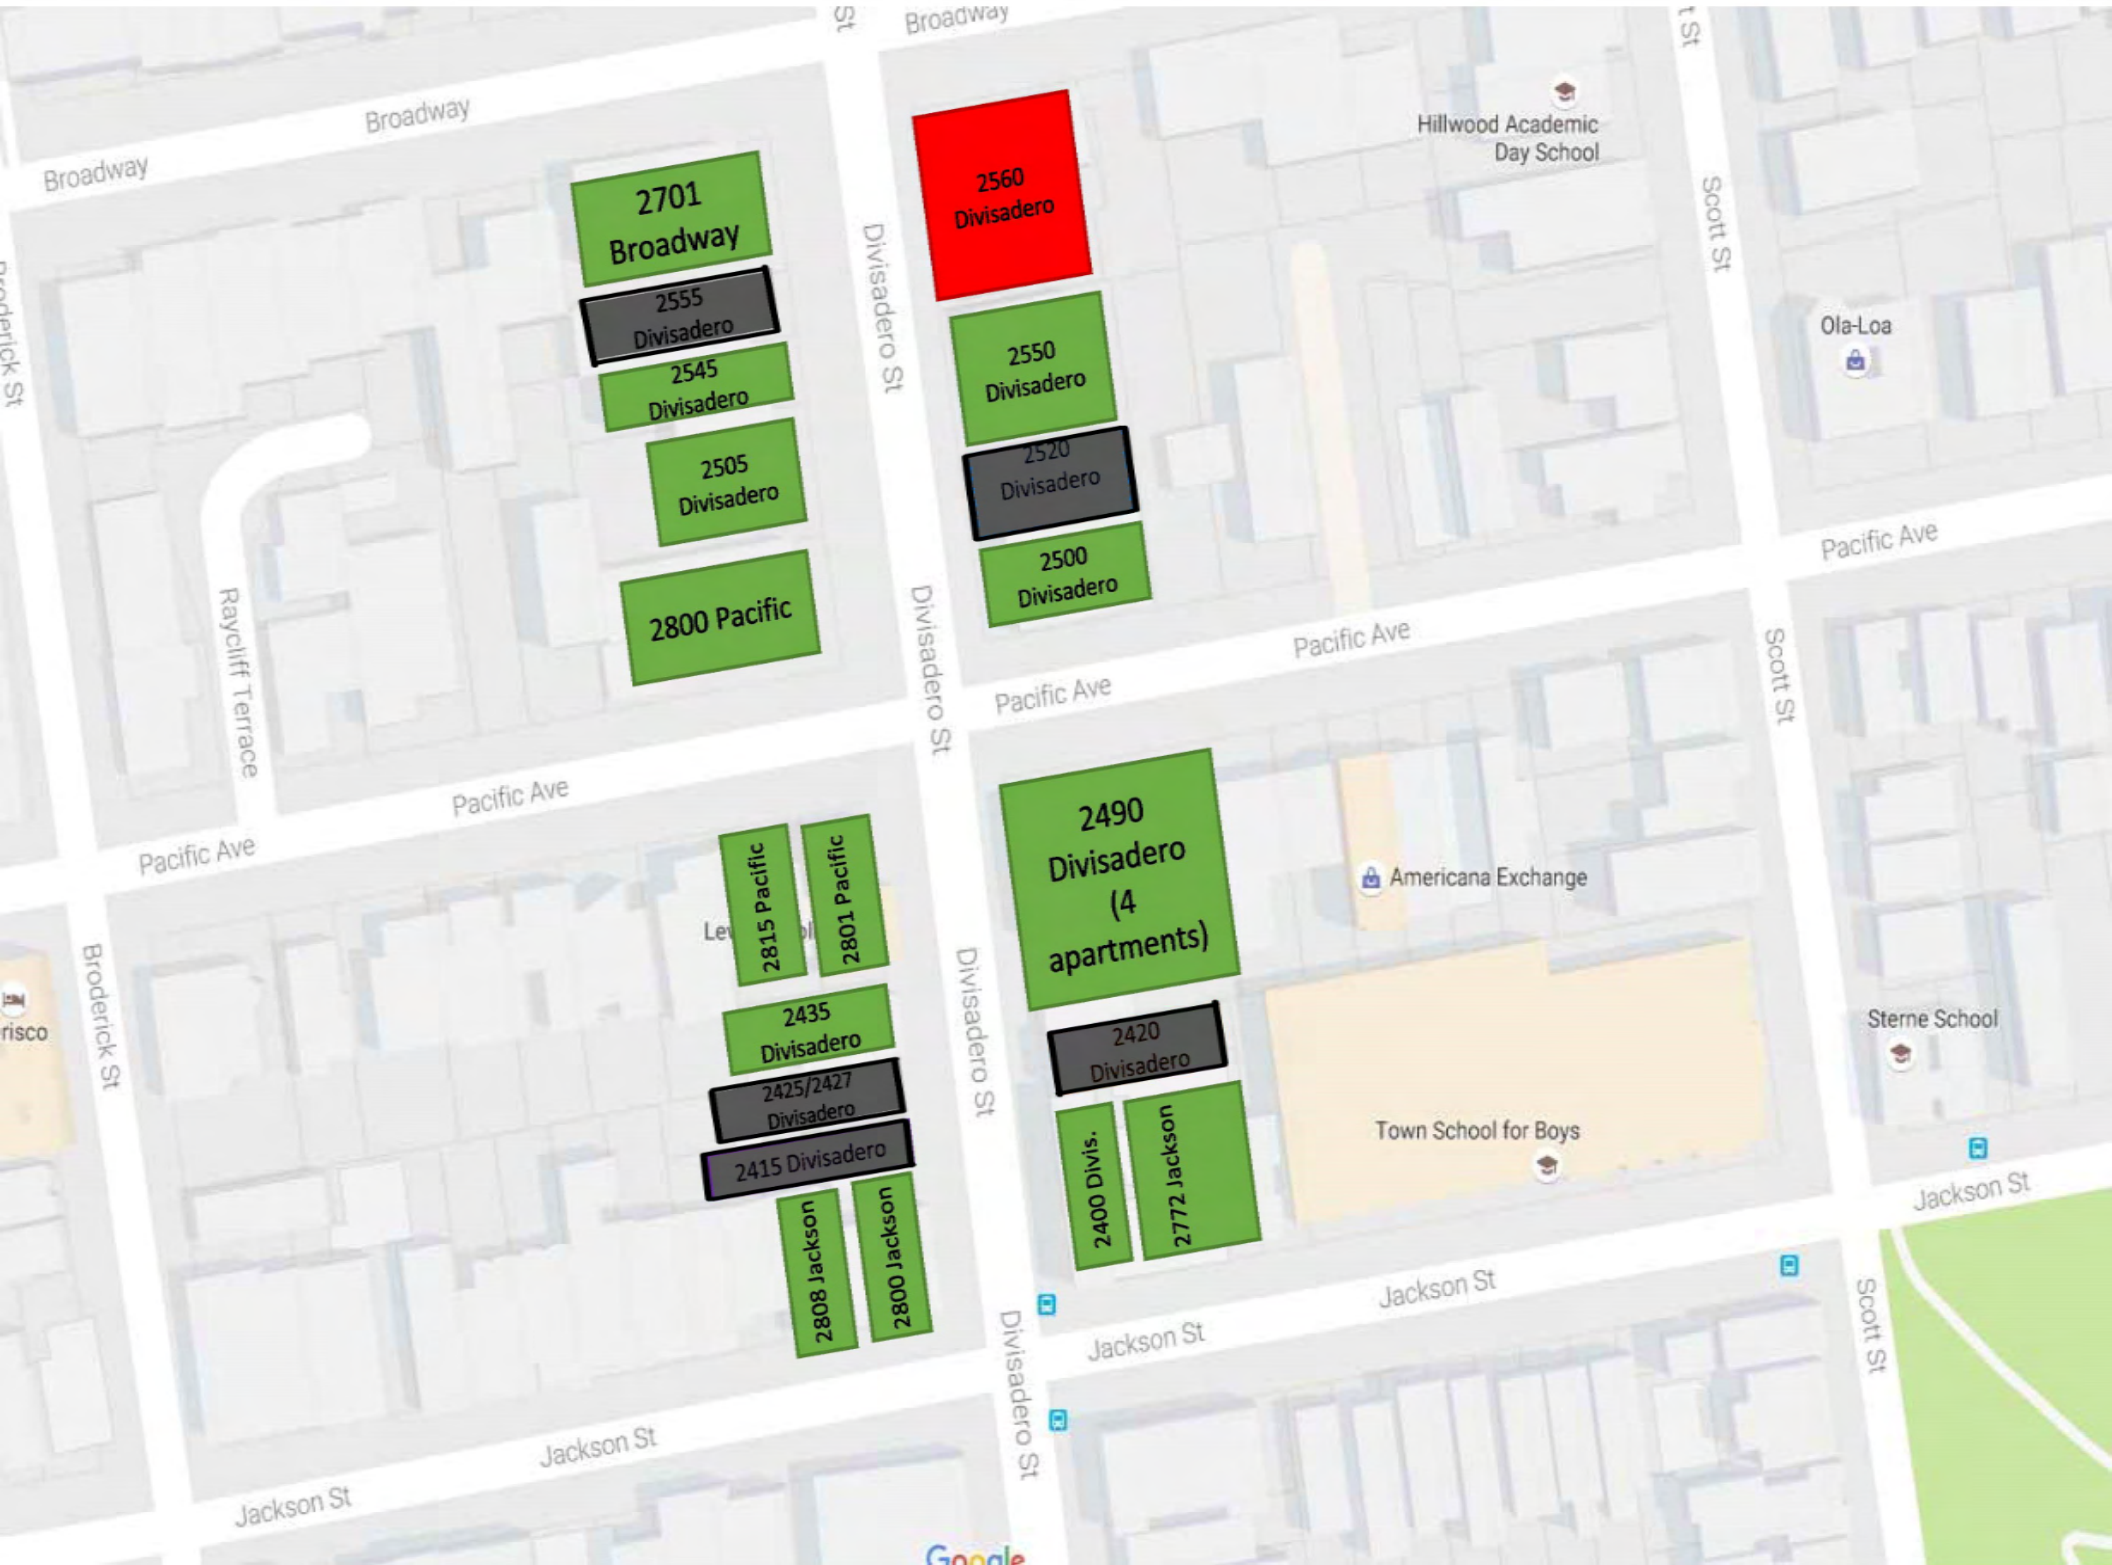 St
Broadway
t St
Broadway
Broadway
Hillwood Academic
Day School
2560
Divisadero
2701
Broadway
2555
Divisadero
2545
Divisadero
2505
Divisadero
2800 Pacific
Divisadero St
2550
Divisadero
2520
Divisadero
2500
Divisadero
Scott St
Ola-Loa
Broderick St
Raycliff Terrace
Divisadero St
Pacific Ave
Pacific Ave
Pacific Ave
Pacific Ave
Pacific Ave
Scott St
2490
Divisadero
(4
apartments)
Americana Exchange
2815 Pacific
2801 Pacific
Broderick St
risco
2435
Divisadero
2425/2427
Divisadero
2415 Divisadero
2808 Jackson
2800 Jackson
Divisadero St
2420
Divisadero
2400 Divis.
2772 Jackson
Town School for Boys
Sterne School
Jackson St
Jackson St
Jackson St
Jackson St
Jackson St
Divisadero St
Scott St
Google